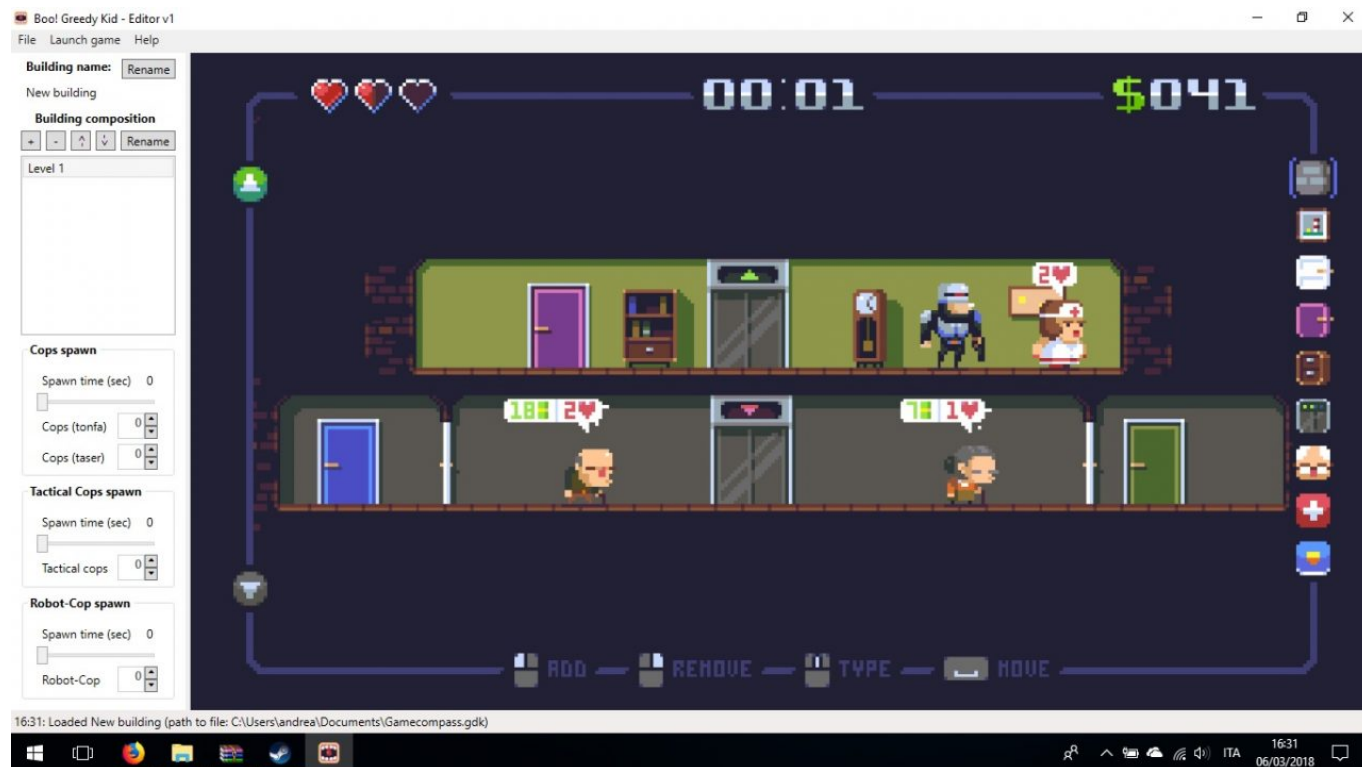 Boo! Greedy Kid - Editor v1
File Launch game Help
Building name: Rename
New building
Building composition
+ - Rename
Level 1
Cops spawn
Spawn time (sec) 0
Cops (tonfa) 0
Cops (taser) 0
Tactical Cops spawn
Spawn time (sec) 0
Tactical cops 0
Robot-Cop spawn
Spawn time (sec) 0
Robot-Cop 0
00:01
$041
2
18 2
7 1
ADD
REMOVE
TYPE
MOVE
16:31: Loaded New building (path to file: C:\Users\andrea\Documents\Gamecompass.gdk)
ITA
16:31
06/03/2018